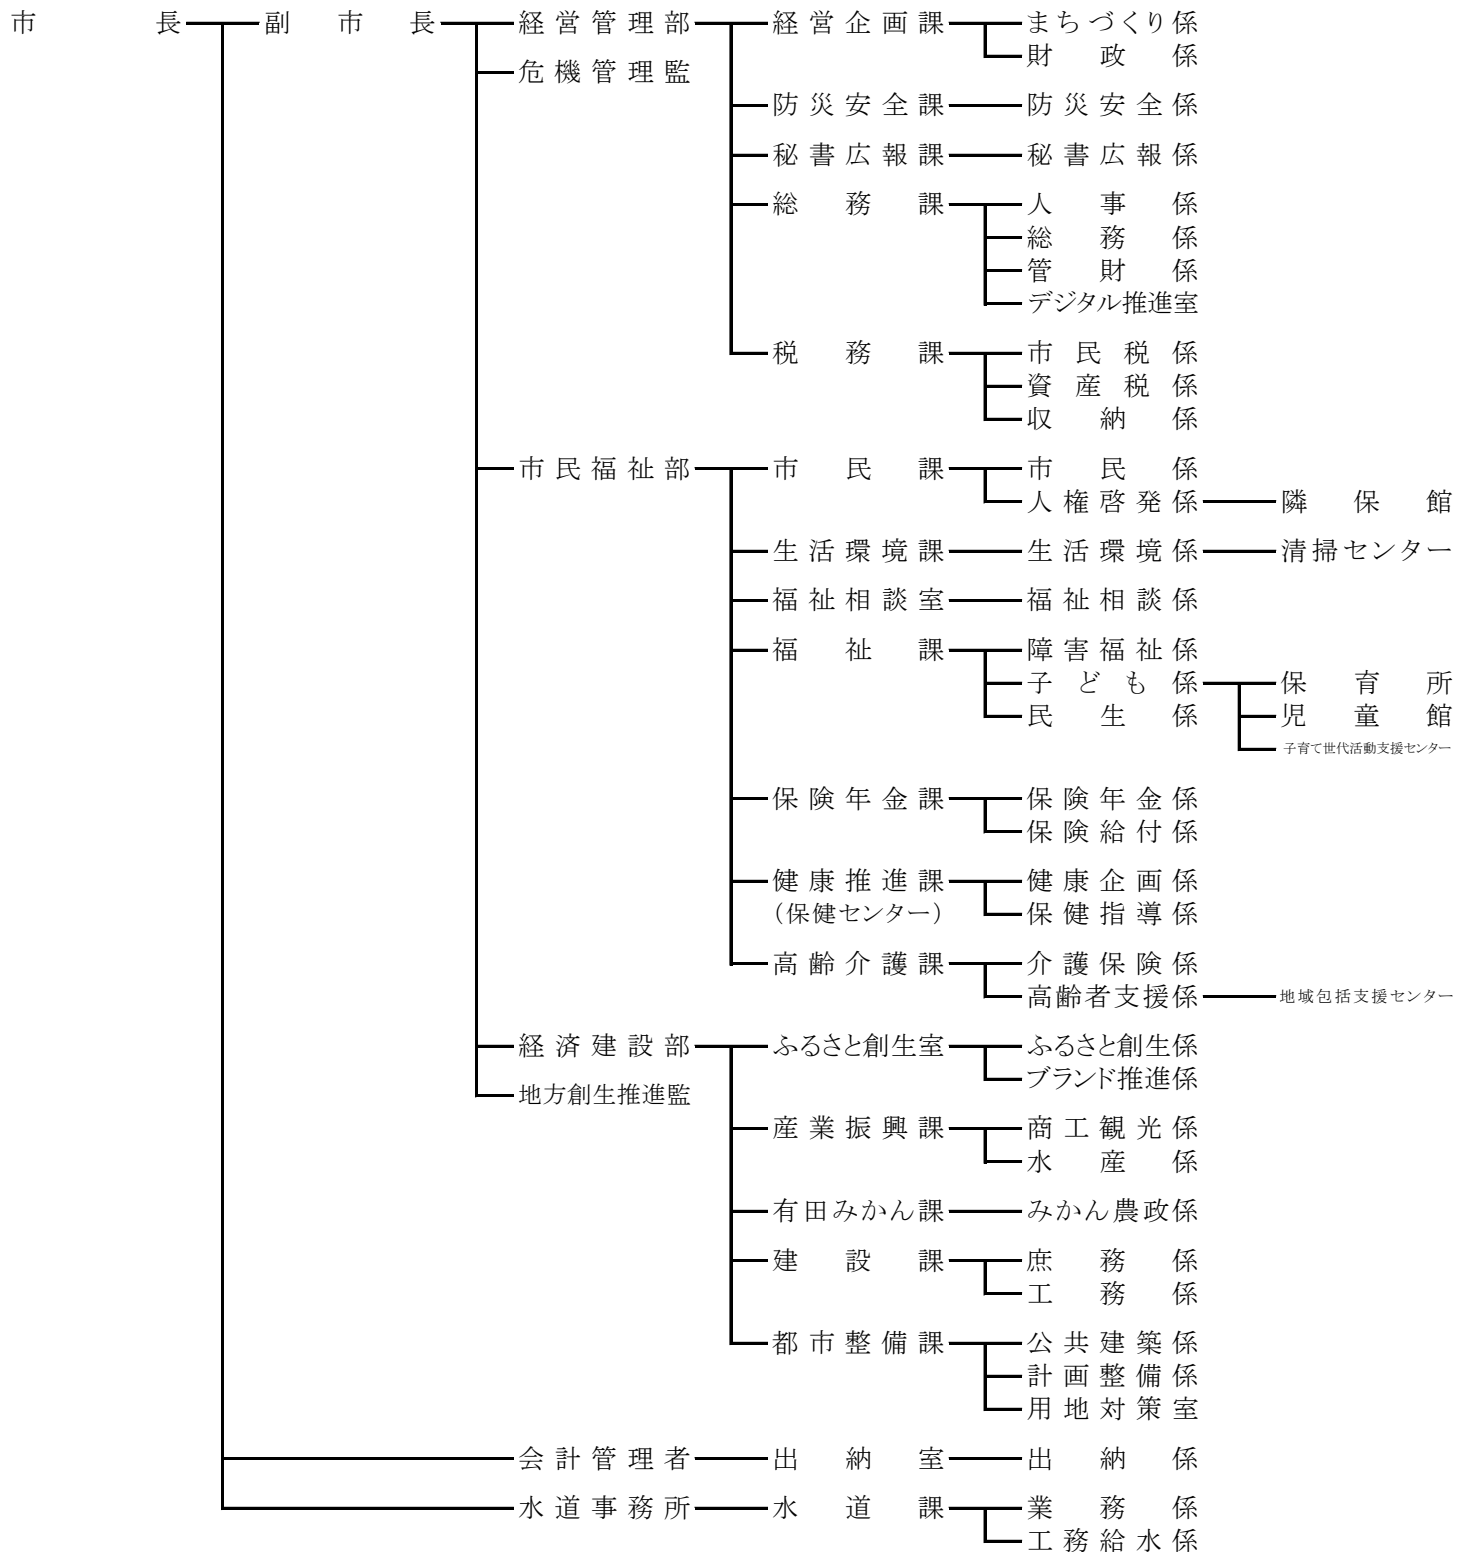 市長 副市長 経営管理部 経営企画課 まちづくり係
財政係
危機管理監
防災安全課 防災安全係
秘書広報課 秘書広報係
総務課 人事係
総務係
管財係
デジタル推進室
税務課 市民税係
資産税係
収納係
市民福祉部 市民課 市民係
人権啓発係 隣保館
生活環境課 生活環境係 清掃センター
福祉相談室 福祉相談係
福祉課 障害福祉係
子ども係 保育所
民生係 児童館
子育て世代活動支援センター
保険年金課 保険年金係
保険給付係
健康推進課 健康企画係
(保健センター) 保健指導係
高齢介護課 介護保険係
高齢者支援係 地域包括支援センター
経済建設部 ふるさと創生室 ふるさと創生係
ブランド推進係
地方創生推進監
産業振興課 商工観光係
水産係
有田みかん課 みかん農政係
建設課 庶務係
工務係
都市整備課 公共建築係
計画整備係
用地対策室
会計管理者 出納室 出納係
水道事務所 水道課 業務係
工務給水係